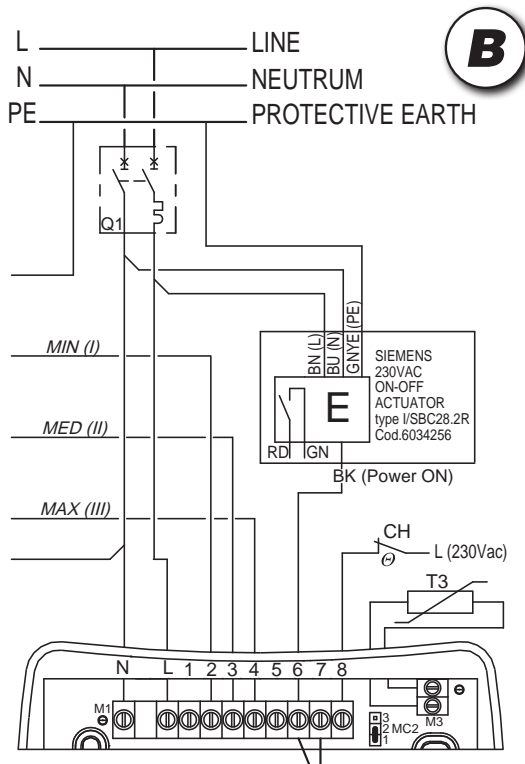 L LINE
B
N NEUTRUM
PE PROTECTIVE EARTH
Q1
BN (L)
BU (N)
GNYE (PE)
MIN (I)
SIEMENS
230VAC
ON-OFF
ACTUATOR
type I/SBC28.2R
Cod.6034256
E
RD GN
MED (II)
BK (Power ON)
MAX (III)
CH
Θ
L (230Vac)
T3
N L 1 2 3 4 5 6 7 8
M1
3
2
1
MC2
M3